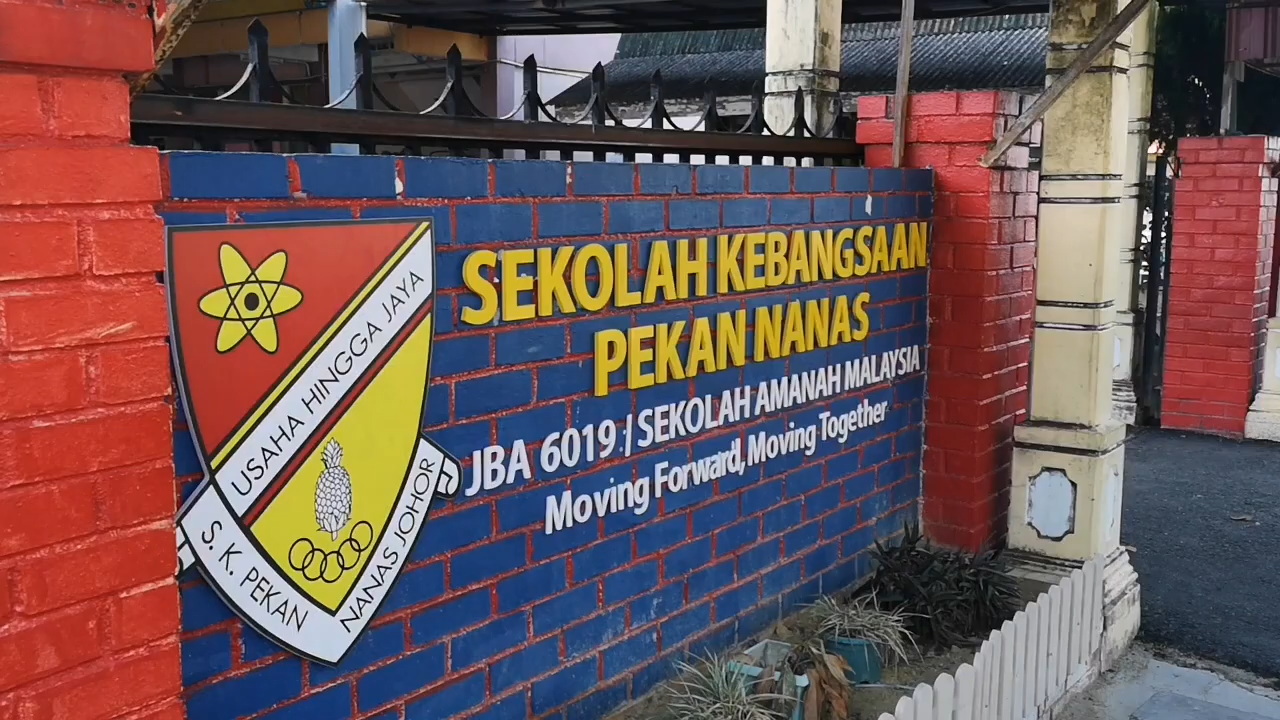 USAHA HINGGA JAYA
S. K. PEKAN
NANAS JOHOR
SEKOLAH KEBANGSAAN
PEKAN NANAS
JBA 6019 | SEKOLAH AMANAH MALAYSIA
Moving Forward, Moving Together